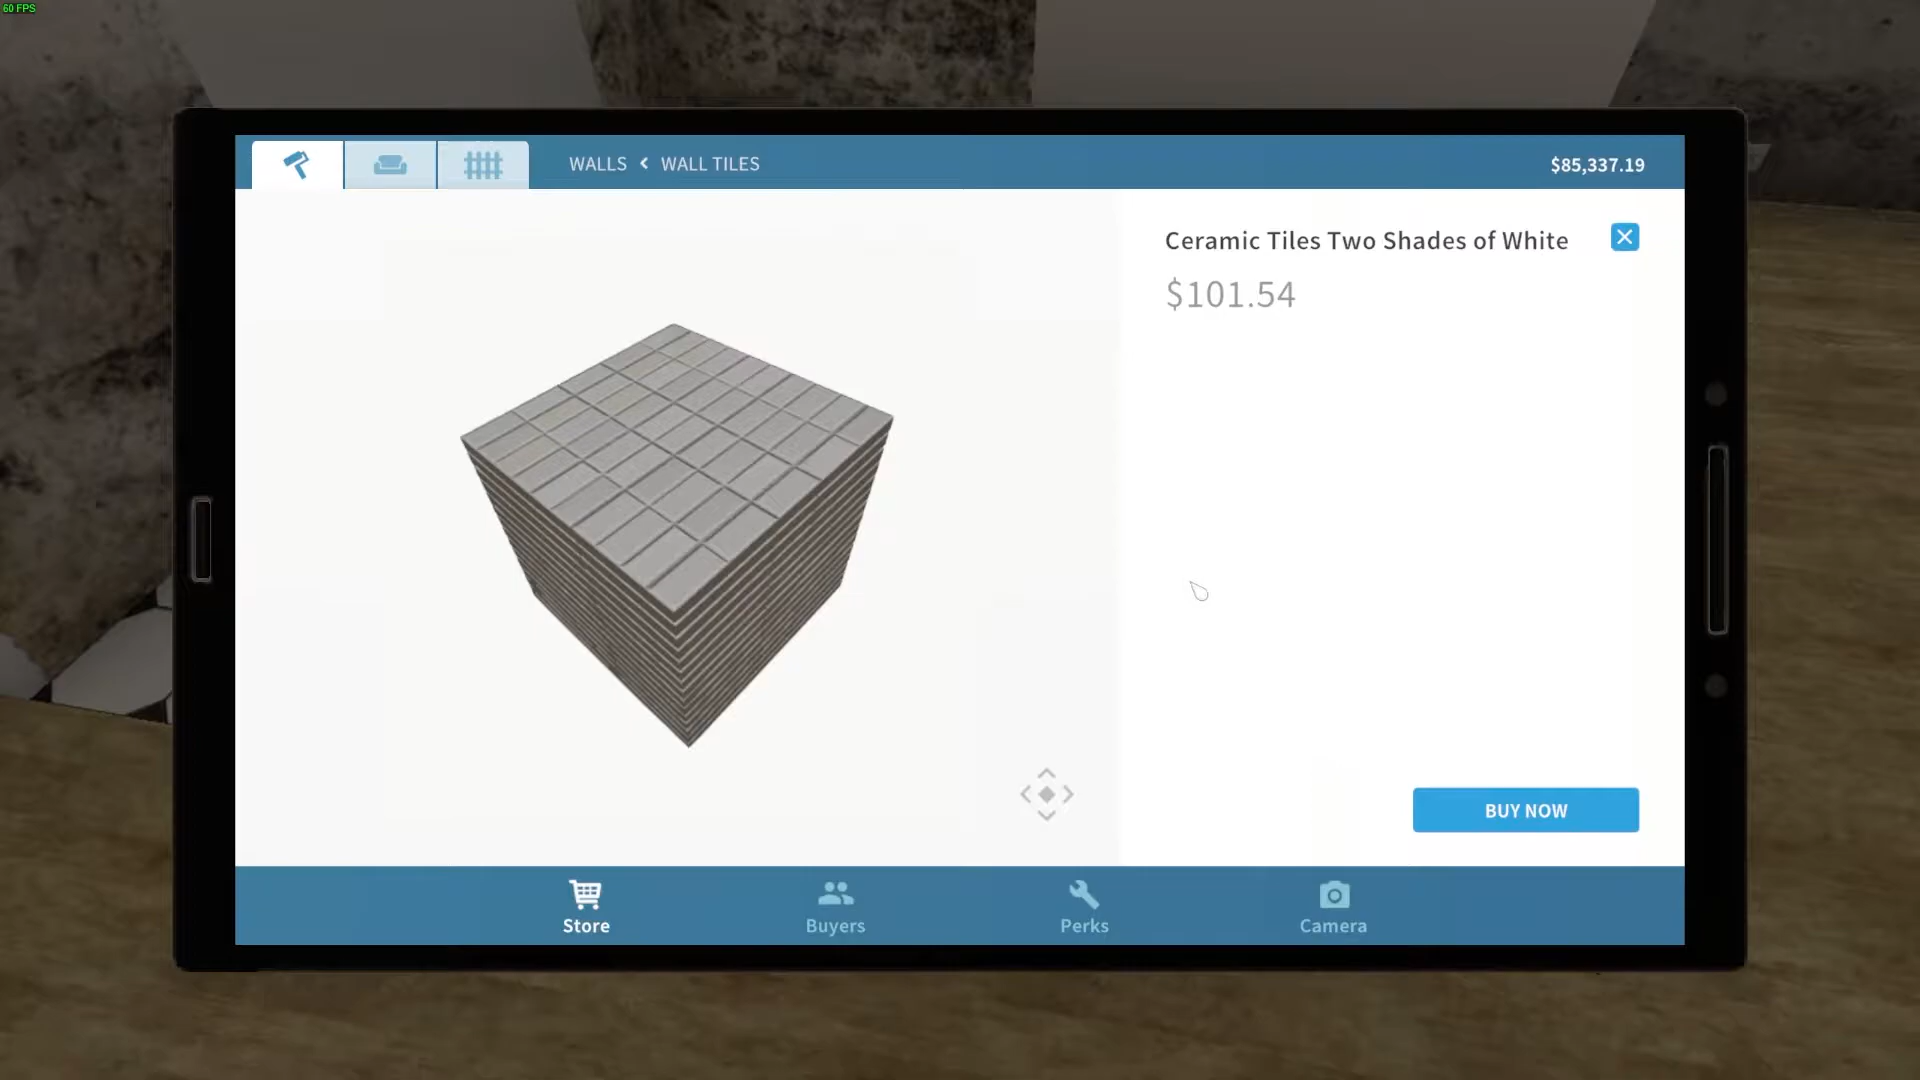 60 FPS
WALLS < WALL TILES
$85,337.19
Ceramic Tiles Two Shades of White
$101.54
BUY NOW
Store
Buyers
Perks
Camera